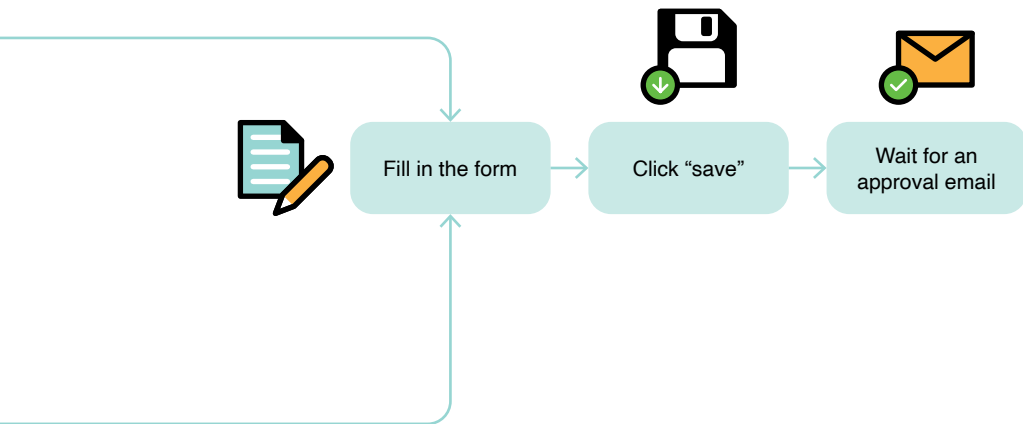 Fill in the form
Click “save”
Wait for an
approval email